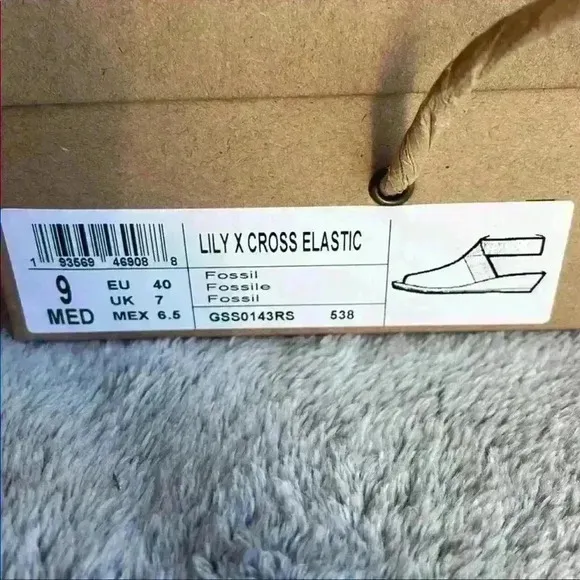 LILY X CROSS ELASTIC
1 93569 46908 8
Fossil
Fossile
Fossil
9 MED
EU 40
UK 7
MEX 6.5
GSS0143RS 538